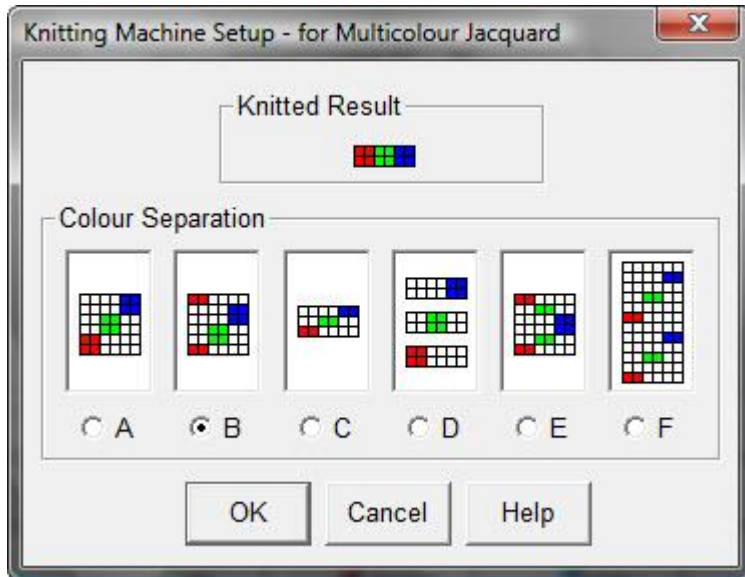 Knitting Machine Setup - for Multicolour Jacquard
Knitted Result
Colour Separation
A B C D E F
OK Cancel Help